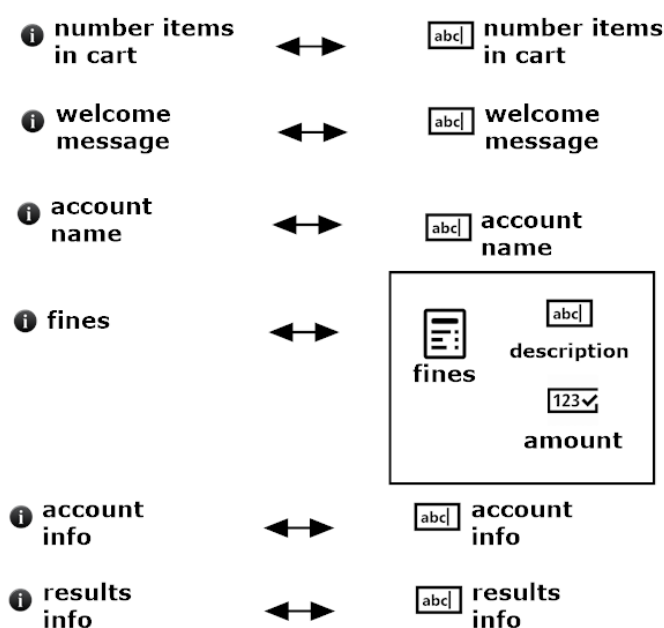 i number items in cart abc number items in cart
i welcome message abc welcome message
i account name abc account name
i fines
fines
abc
description
123
amount
i account info abc account info
i results info abc results info